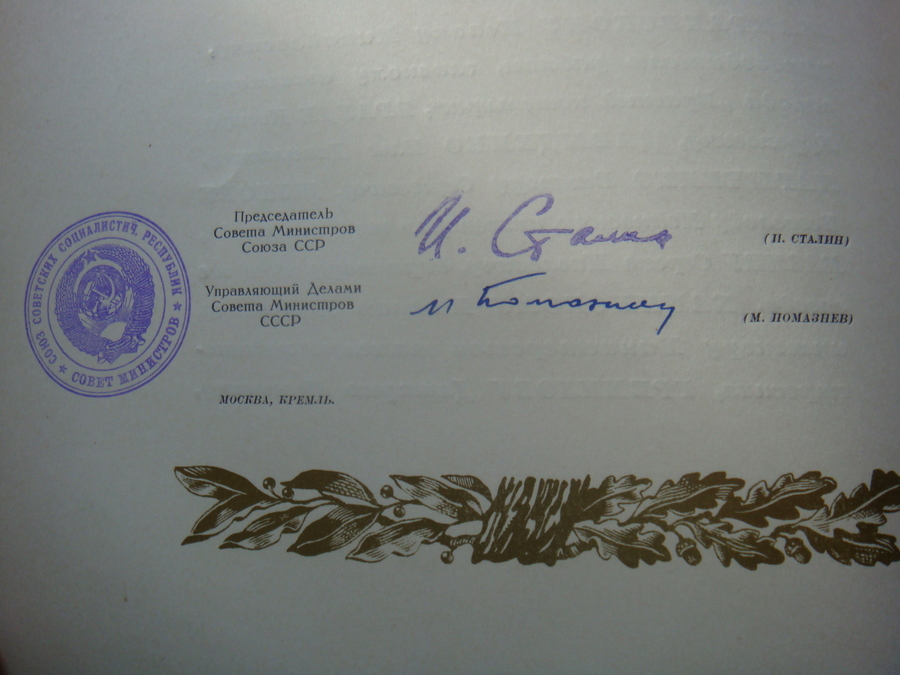 Председатель
Совета Министров
Союза ССР
И. Сталин
(И. СТАЛИН)
СОЮЗ СОВЕТСКИХ СОЦИАЛИСТИЧ. РЕСПУБЛИК
★ СОВЕТ МИНИСТРОВ ★
Управляющий Делами
Совета Министров
СССР
М Помазнев
(М. ПОМАЗНЕВ)
МОСКВА, КРЕМЛЬ.